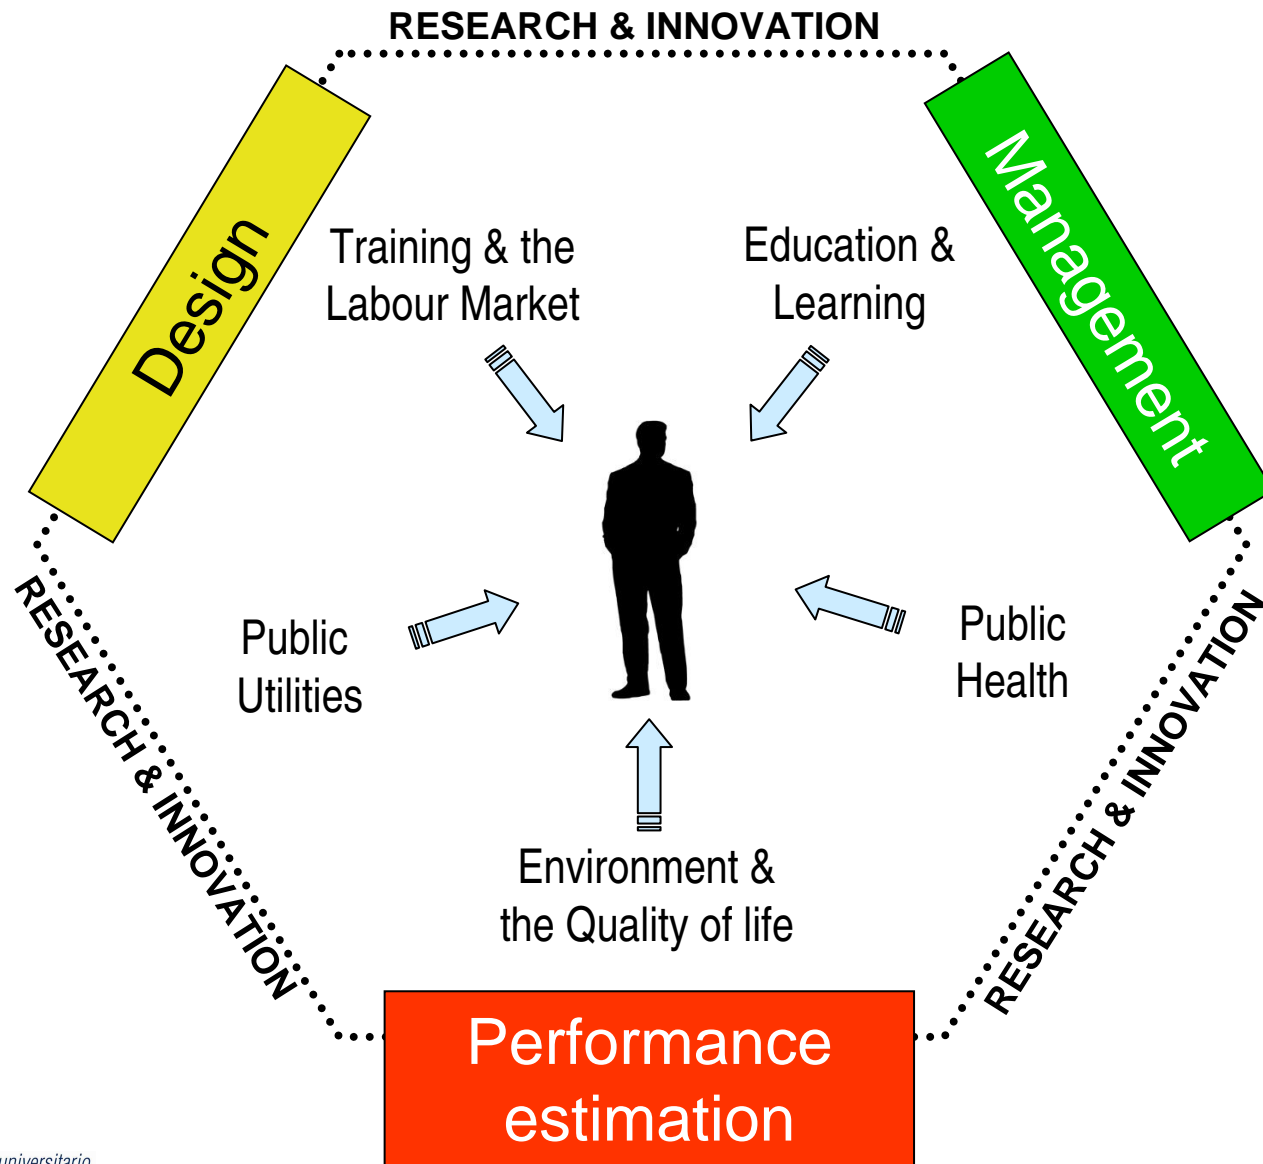 RESEARCH & INNOVATION
Design
Management
Training & the
Labour Market
Education &
Learning
Public
Utilities
Public
Health
RESEARCH & INNOVATION
RESEARCH & INNOVATION
Environment &
the Quality of life
Performance
estimation
universitario